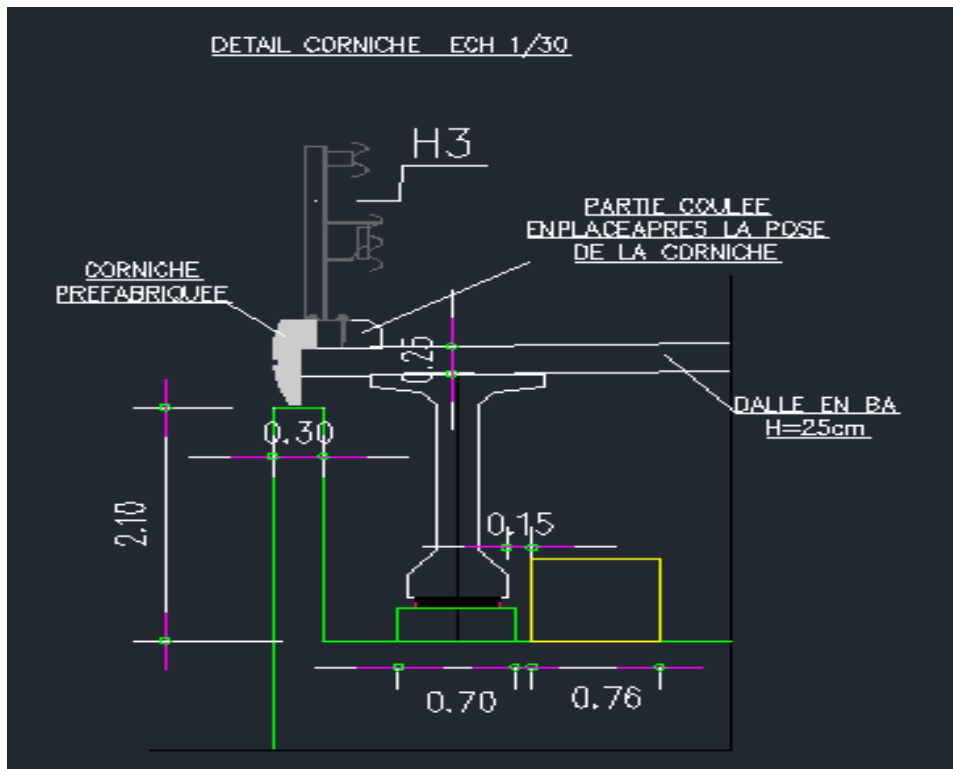 DETAIL CORNICHE ECH 1/30
H3
PARTIE COULEE
ENPLACEAPRES LA POSE
DE LA CORNICHE
CORNICHE
PREFABRIQUEE
0.25
DALLE EN BA
H=25cm
0.30
2.10
0.15
0.70
0.76